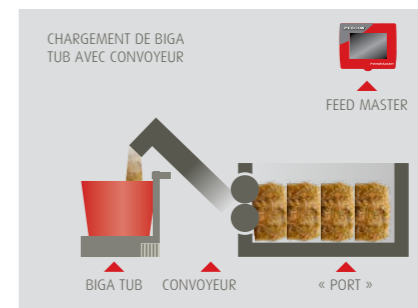 CHARGEMENT DE BIGA
TUB AVEC CONVOYEUR
FEED MASTER
BIGA TUB
CONVOYEUR
« PORT »